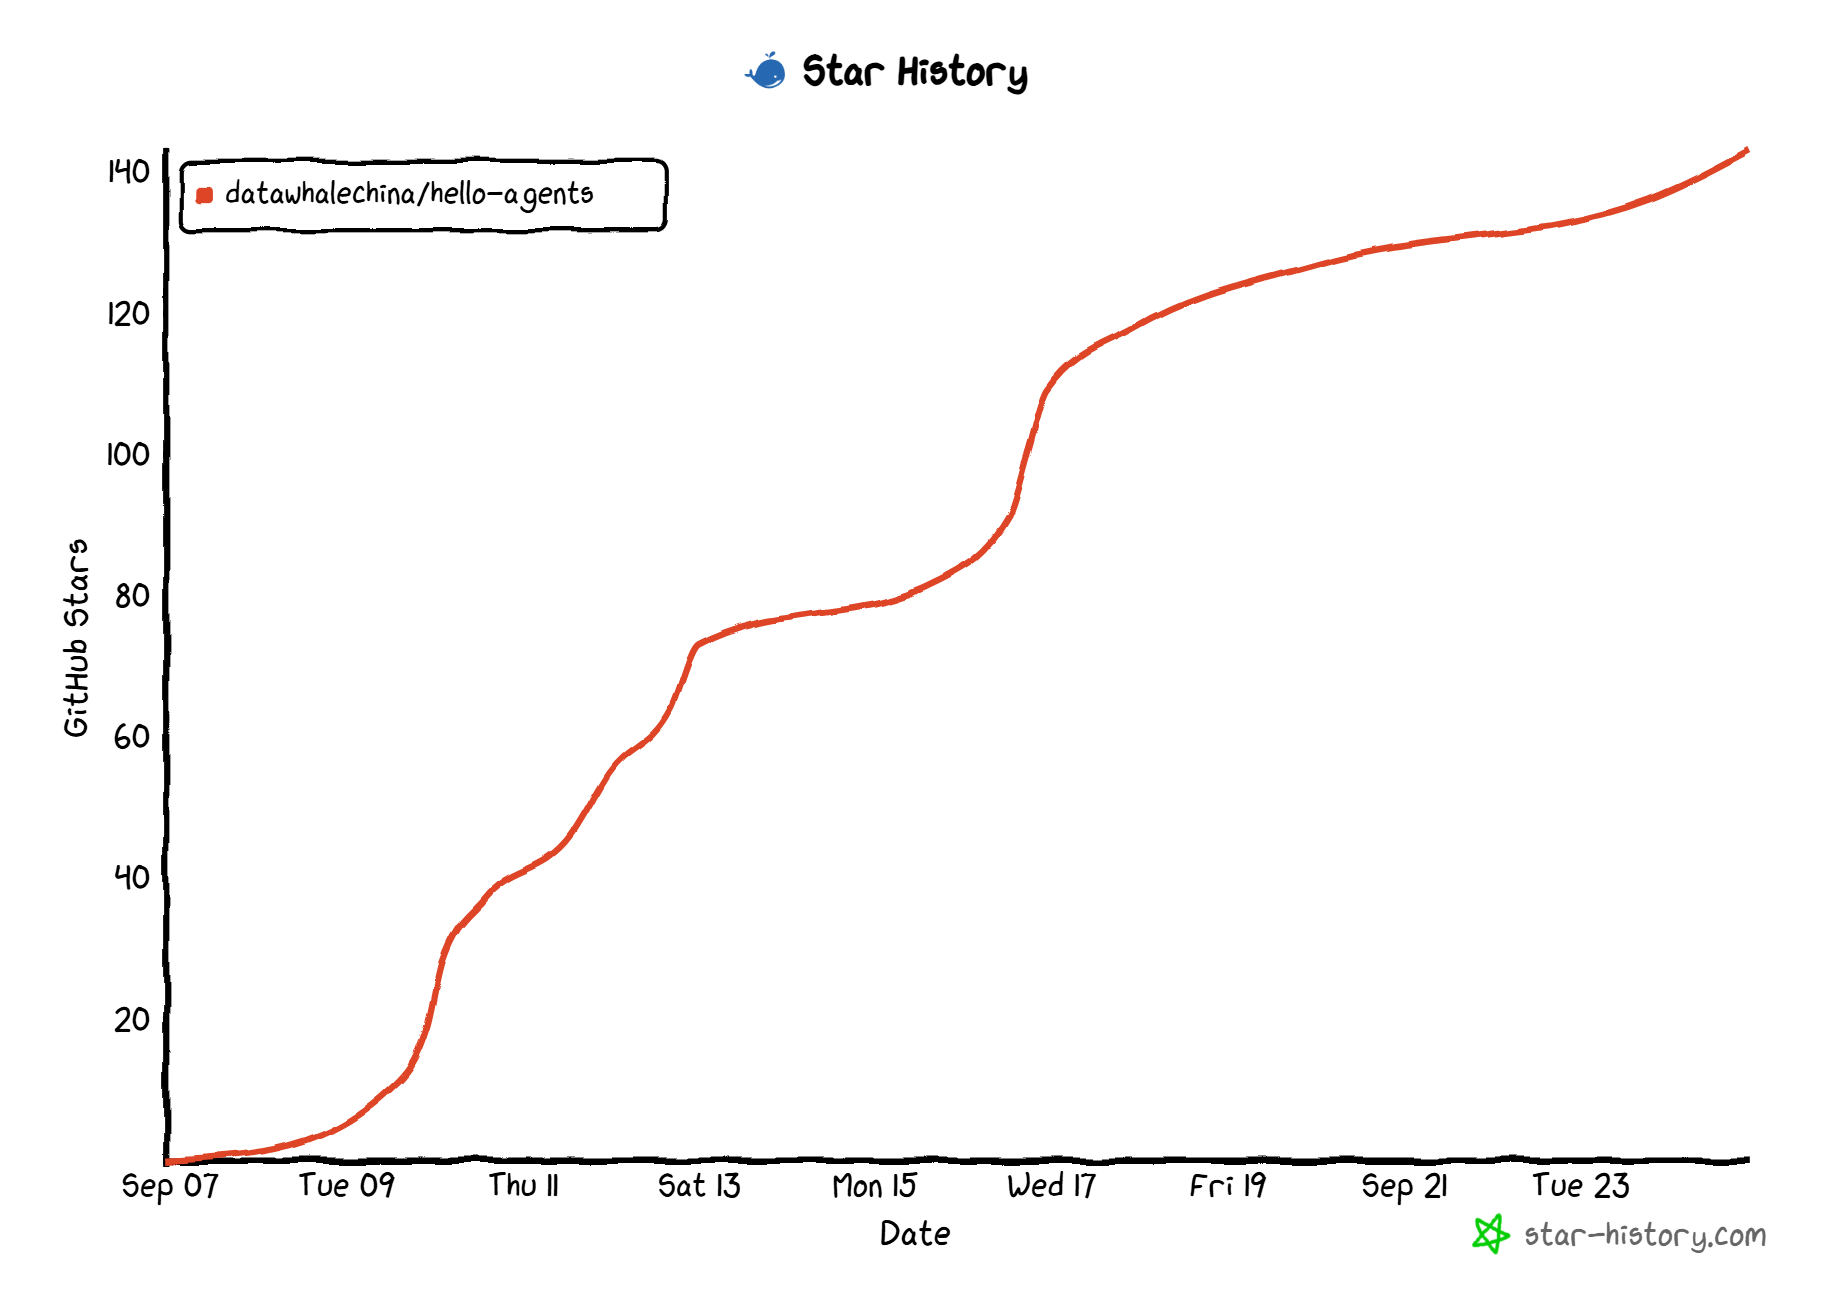 Star History
datawhalechina/hello-agents
140
120
100
80
60
40
20
GitHub Stars
Sep 07 Tue 09 Thu 11 Sat 13 Mon 15 Wed 17 Fri 19 Sep 21 Tue 23
Date
star-history.com